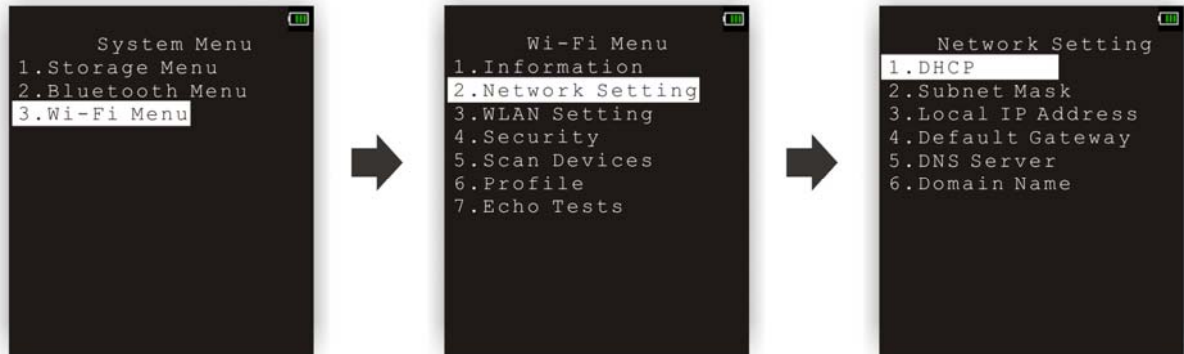 System Menu
1.Storage Menu
2.Bluetooth Menu
3.Wi-Fi Menu
Wi-Fi Menu
1.Information
2.Network Setting
3.WLAN Setting
4.Security
5.Scan Devices
6.Profile
7.Echo Tests
Network Setting
1.DHCP
2.Subnet Mask
3.Local IP Address
4.Default Gateway
5.DNS Server
6.Domain Name